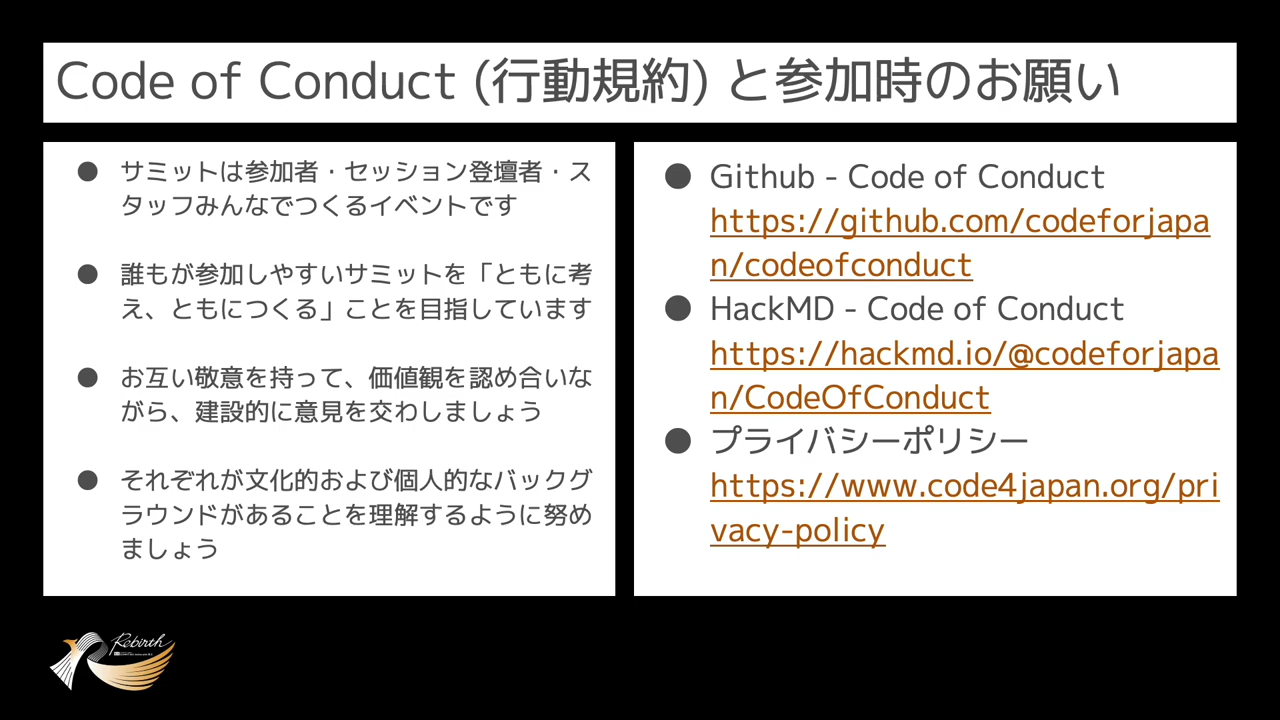 Code of Conduct (行動規約) と参加時のお願い
● サミットは参加者・セッション登壇者・ス
タッフみんなでつくるイベントです
● 誰もが参加しやすいサミットを「ともに考
え、ともにつくる」ことを目指しています
● お互い敬意を持って、価値観を認め合いな
がら、建設的に意見を交わしましょう
● それぞれが文化的および個人的なバックグ
ラウンドがあることを理解するように努め
ましょう
● Github - Code of Conduct
https://github.com/codeforjapa
n/codeofconduct
● HackMD - Code of Conduct
https://hackmd.io/@codeforjapa
n/CodeOfConduct
● プライバシーポリシー
https://www.code4japan.org/pri
vacy-policy
Rebirth